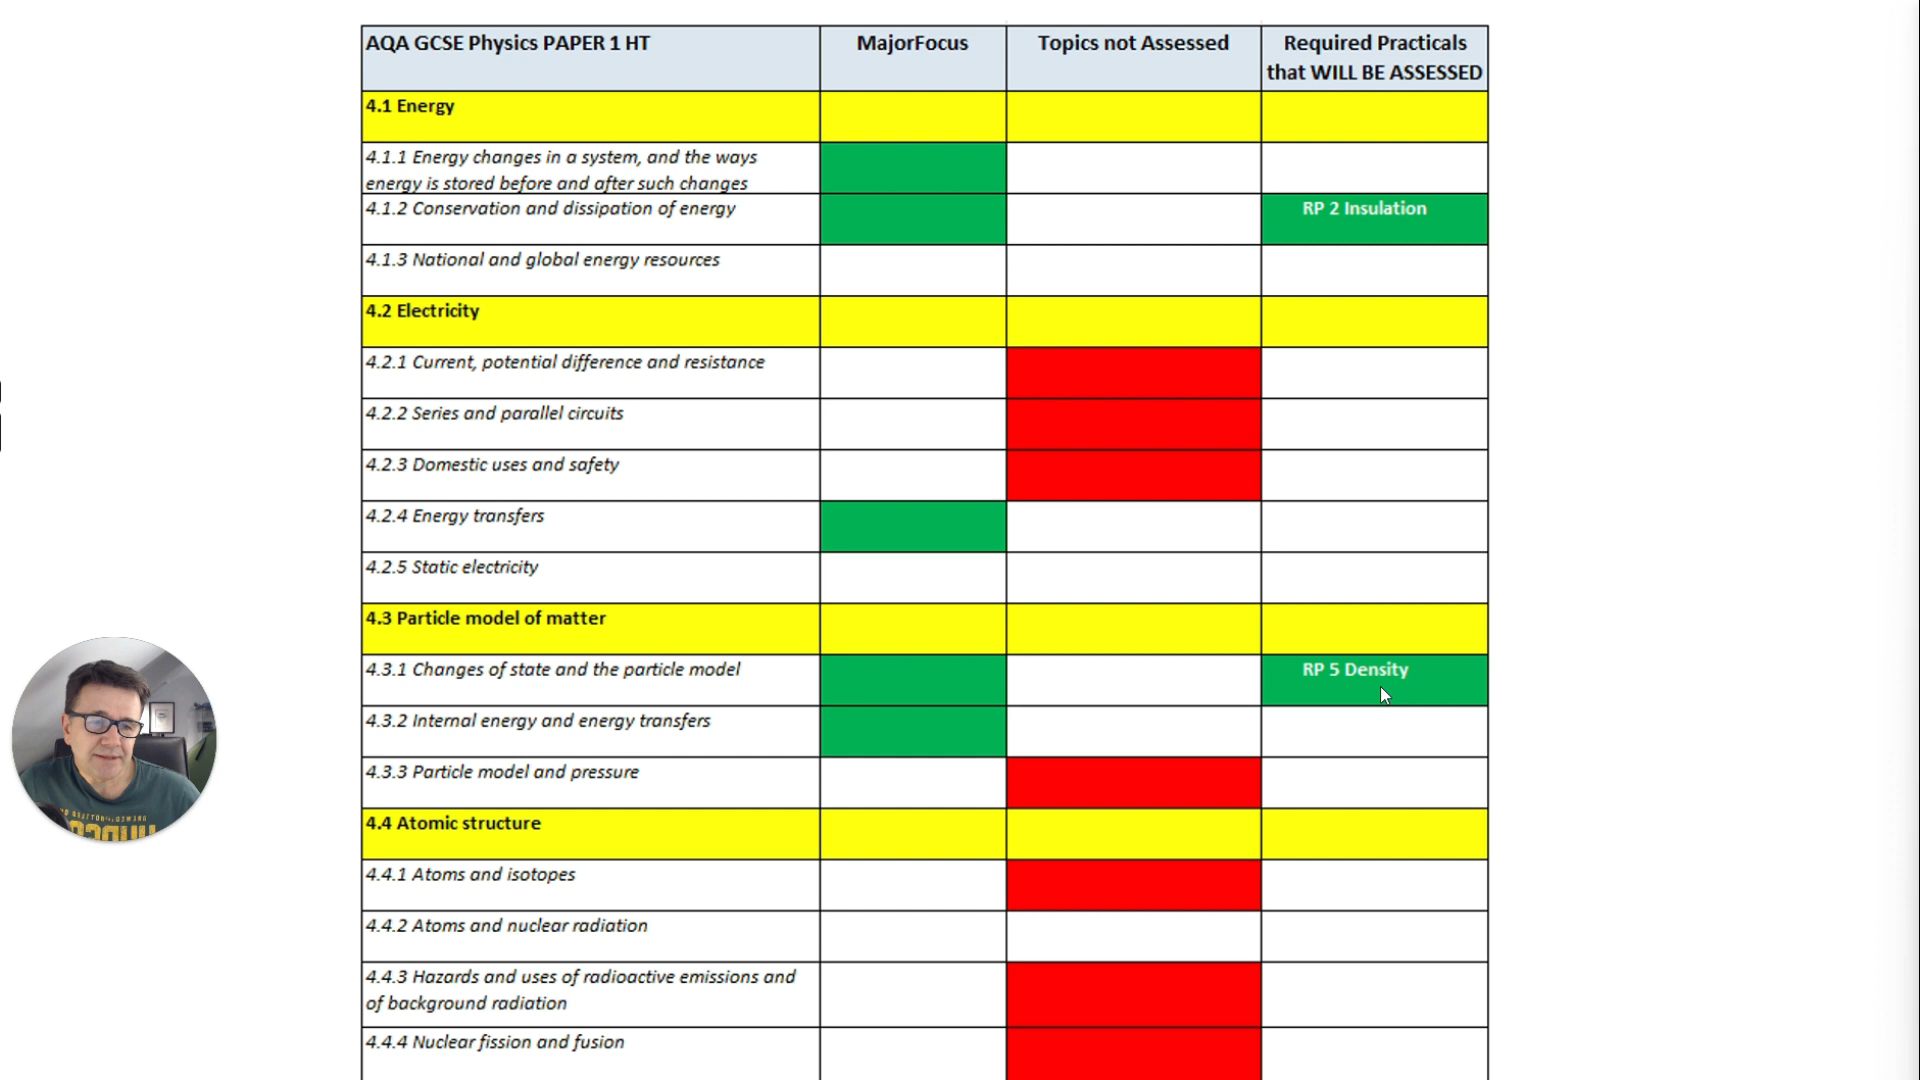 AQA GCSE Physics PAPER 1 HT
MajorFocus
Topics not Assessed
Required Practicals
that WILL BE ASSESSED
4.1 Energy
4.1.1 Energy changes in a system, and the ways
energy is stored before and after such changes
4.1.2 Conservation and dissipation of energy
RP 2 Insulation
4.1.3 National and global energy resources
4.2 Electricity
4.2.1 Current, potential difference and resistance
4.2.2 Series and parallel circuits
4.2.3 Domestic uses and safety
4.2.4 Energy transfers
4.2.5 Static electricity
4.3 Particle model of matter
4.3.1 Changes of state and the particle model
RP 5 Density
4.3.2 Internal energy and energy transfers
4.3.3 Particle model and pressure
4.4 Atomic structure
4.4.1 Atoms and isotopes
4.4.2 Atoms and nuclear radiation
4.4.3 Hazards and uses of radioactive emissions and
of background radiation
4.4.4 Nuclear fission and fusion